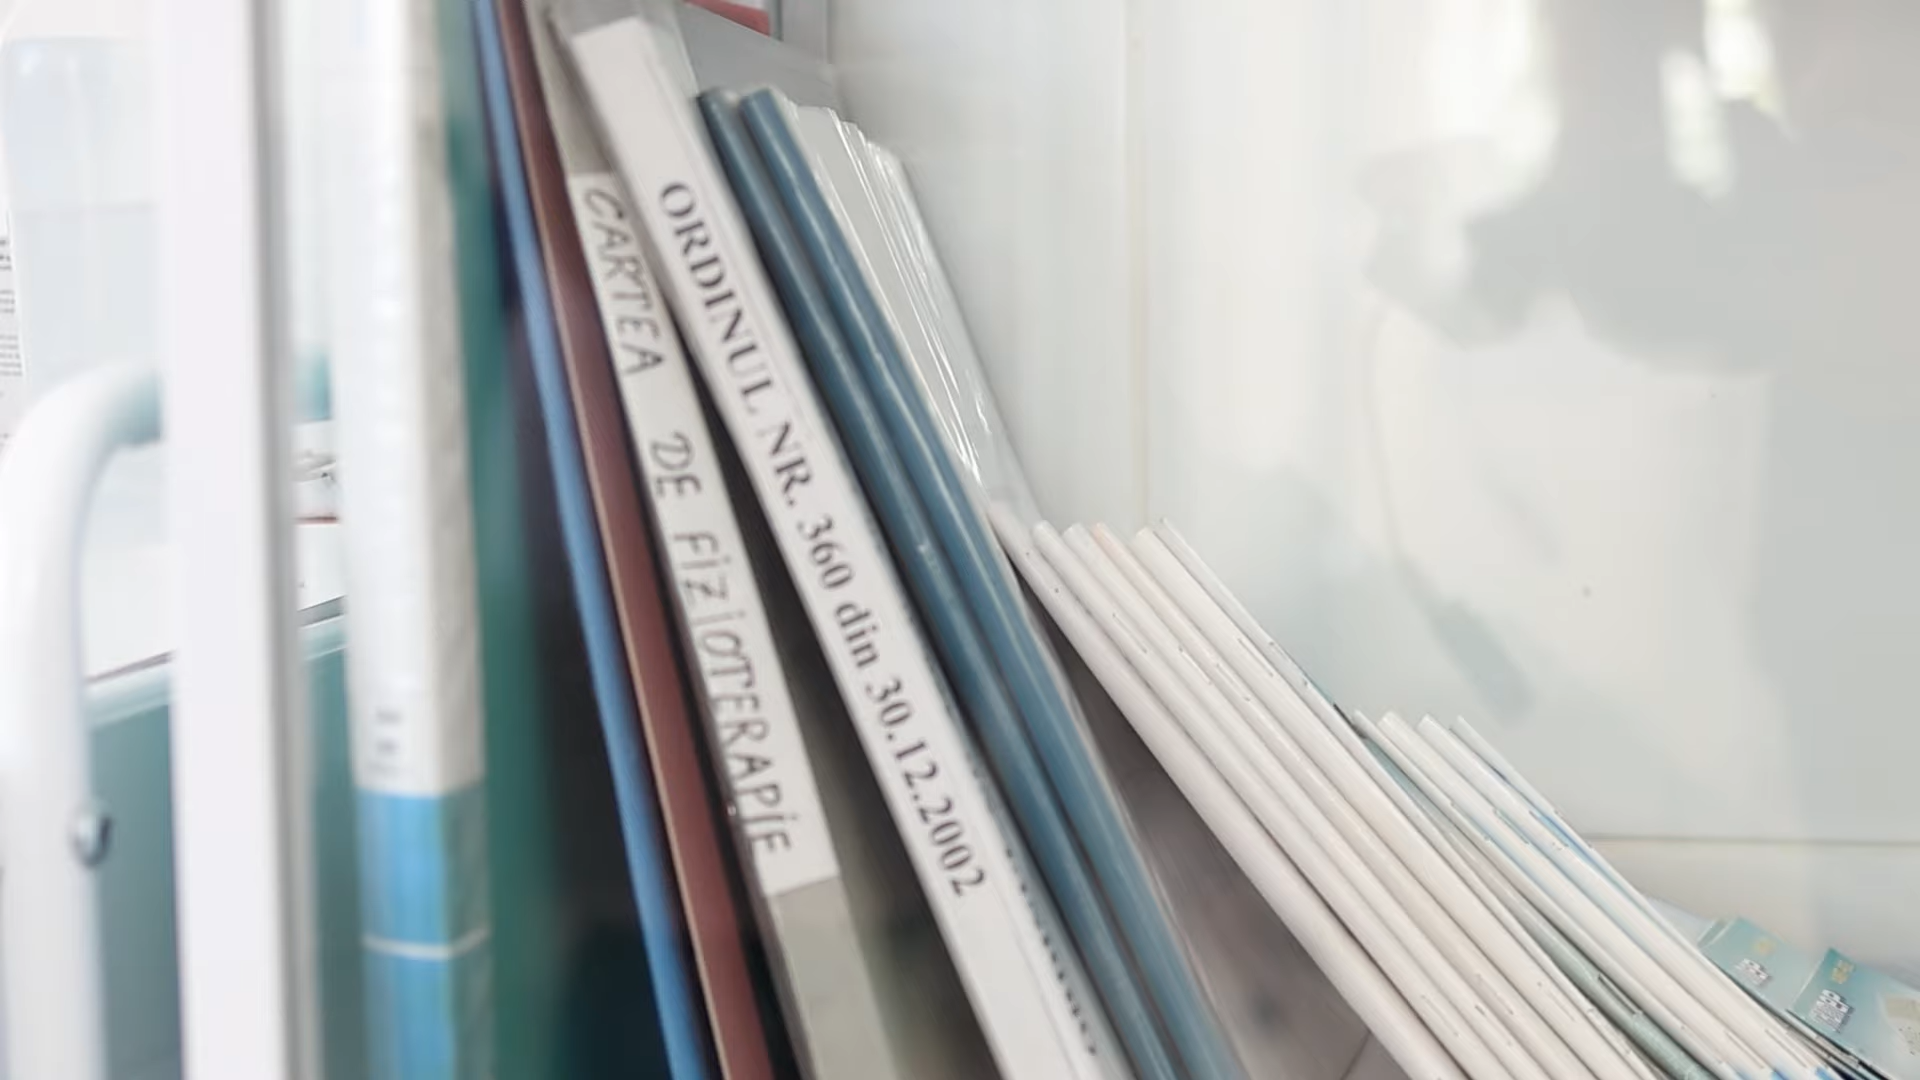 CARTEA DE FiZiOTERAPiE
ORDINUL NR. 360 din 30.12.2002